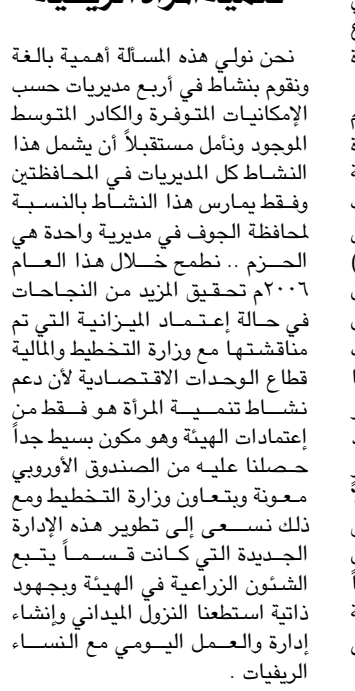 تنمية المرأة الريفية
نحن نولي هذه المسألة أهمية بالغة
ونقوم بنشاط في أربع مديريات حسب
الإمكانيات المتوفرة والكادر المتوسط
الموجود ونأمل مستقبلاً أن يشمل هذا
النشاط كل المديريات في المحافظتين
وفقط يمارس هذا النشاط بالنسبة
لمحافظة الجوف في مديرية واحدة هي
الحزم .. نطمح خلال هذا العام
٢٠٠٦م تحقيق المزيد من النجاحات
في حالة إعتماد الميزانية التي تم
مناقشتها مع وزارة التخطيط والمالية
قطاع الوحدات الاقتصادية لأن دعم
نشاط تنمية المرأة هو فقط من
إعتمادات الهيئة وهو مكون بسيط جداً
حصلنا عليه من الصندوق الأوروبي
معونة وبتعاون وزارة التخطيط ومع
ذلك نسعى إلى تطوير هذه الإدارة
الجديدة التي كانت قسماً يتبع
الشئون الزراعية في الهيئة وبجهود
ذاتية استطعنا النزول الميداني وإنشاء
إدارة والعمل اليومي مع النساء
الريفيات .